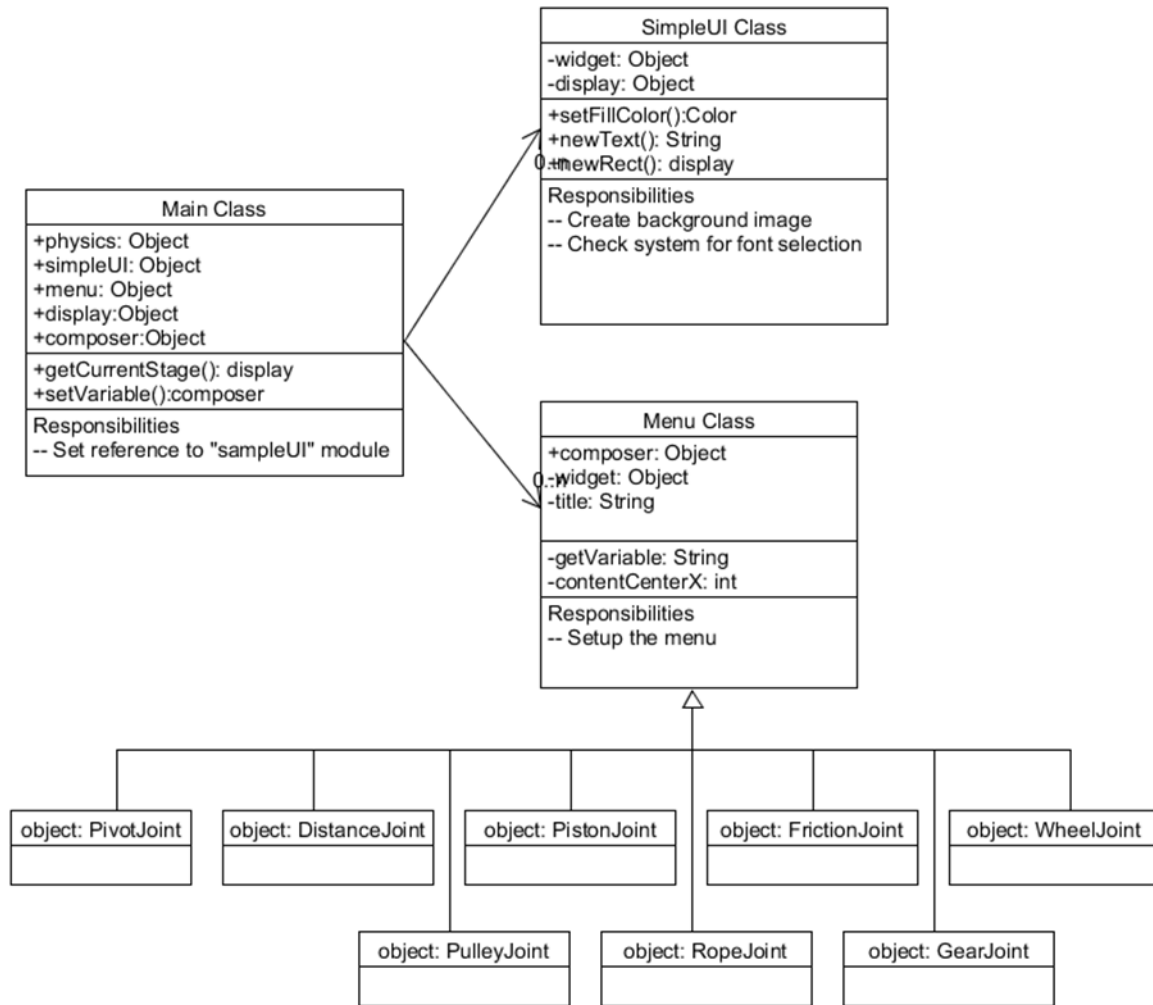 SimpleUI Class
-widget: Object
-display: Object
+setFillColor():Color
+newText(): String
+newRect(): display
Responsibilities
-- Create background image
-- Check system for font selection
0..n
Main Class
+physics: Object
+simpleUI: Object
+menu: Object
+display:Object
+composer:Object
+getCurrentStage(): display
+setVariable():composer
Responsibilities
-- Set reference to "sampleUI" module
Menu Class
+composer: Object
-widget: Object
-title: String
0..n
-getVariable: String
-contentCenterX: int
Responsibilities
-- Setup the menu
object: PivotJoint
object: DistanceJoint
object: PistonJoint
object: FrictionJoint
object: WheelJoint
object: PulleyJoint
object: RopeJoint
object: GearJoint